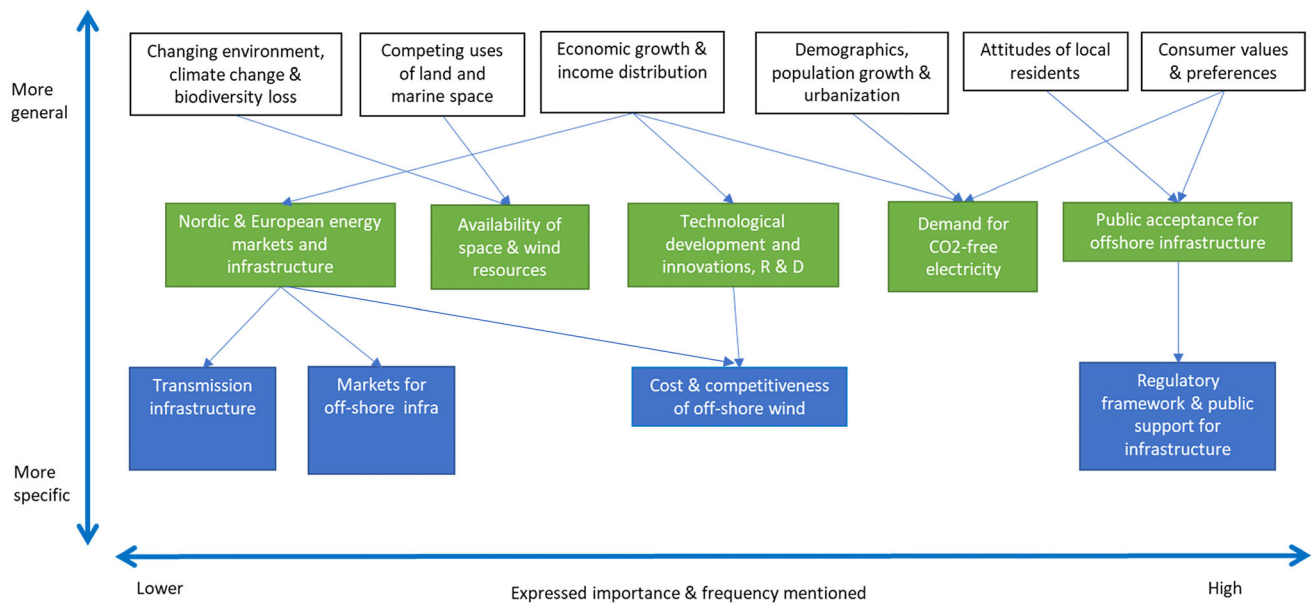 More
general
Changing environment,
climate change &
biodiversity loss
Competing uses
of land and
marine space
Economic growth &
income distribution
Demographics,
population growth &
urbanization
Attitudes of local
residents
Consumer values
& preferences
Nordic & European energy
markets and
infrastructure
Availability of
space & wind
resources
Technological
development and
innovations, R & D
Demand for
CO2-free
electricity
Public acceptance for
offshore infrastructure
Transmission
infrastructure
Markets for
off-shore infra
Cost & competitiveness
of off-shore wind
Regulatory
framework & public
support for
infrastructure
More
specific
Lower
Expressed importance & frequency mentioned
High